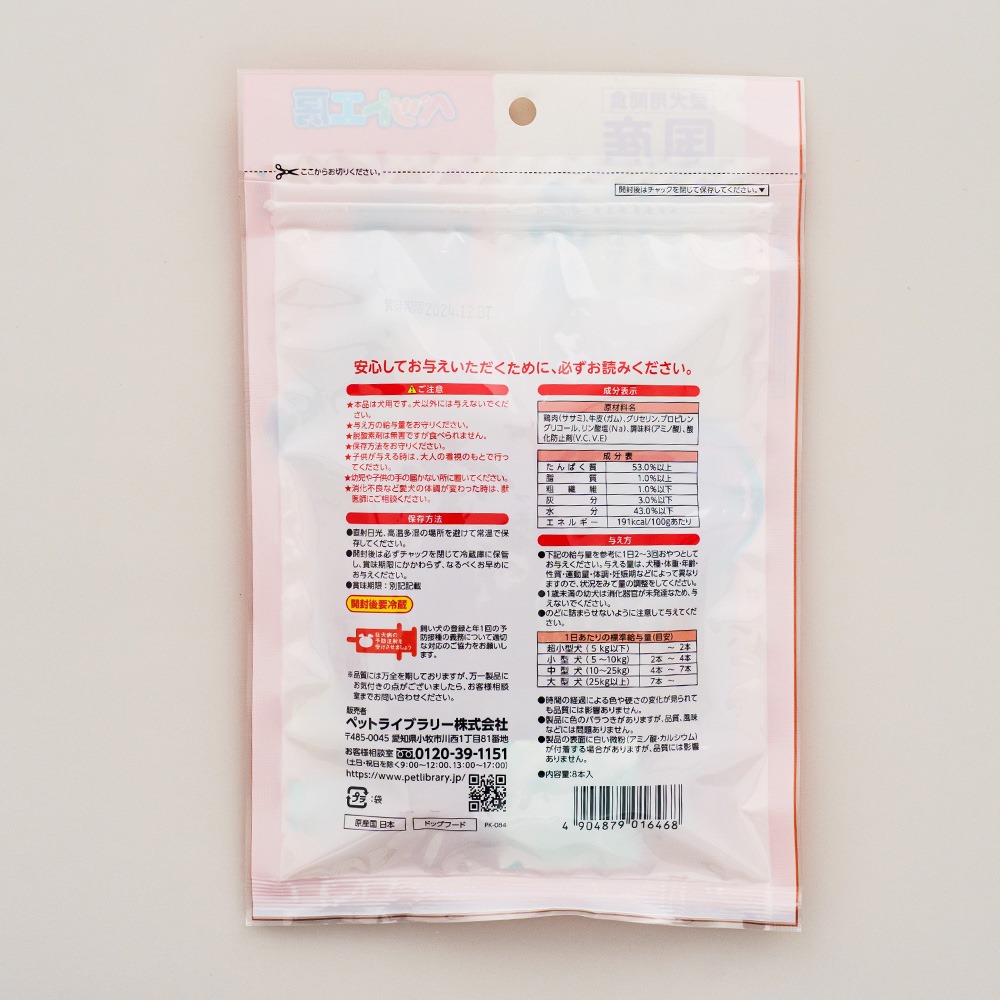 ペット工房
愛犬用間食
国産
ここからお切りください。
開封後はチャックを閉じて保存してください。▼
賞味期限2024.12.07
安心してお与えいただくために、必ずお読みください。
ご注意
★本品は犬用です。犬以外には与えないでくだ
さい。
★与え方の給与量をお守りください。
★脱酸素剤は無害ですが食べられません。
★保存方法をお守りください。
★子供が与える時は、大人の監視のもとで行っ
てください。
★幼児や子供の手の届かない所に置いてください。
★消化不良など愛犬の体調が変わった時は、獣
医師にご相談ください。
保存方法
●直射日光、高温多湿の場所を避けて常温で保
存してください。
●開封後は必ずチャックを閉じて冷蔵庫に保管
し、賞味期限にかかわらず、なるべくお早めに
お与えください。
●賞味期限：別記記載
開封後要冷蔵
狂犬病の
予防注射を
受けさせましょう
飼い犬の登録と年1回の予
防接種の義務について適切
な対応のご協力をお願いし
ます。
※品質には万全を期しておりますが、万一製品に
お気付きの点がございましたら、お客様相談
室までお問い合わせください。
販売者
ペットライブラリー株式会社
〒485-0045 愛知県小牧市川西1丁目81番地
お客様相談室 0120-39-1151
(土日・祝日を除く9:00〜12:00、13:00〜17:00)
https://www.petlibrary.jp/
プラ :袋
原産国 日本
ドッグフード
PK-084
成分表示
原材料名
鶏肉(ササミ)、牛皮(ガム)、グリセリン、プロピレン
グリコール、リン酸塩(Na)、調味料(アミノ酸)、酸
化防止剤(V.C、V.E)
成分表
たんぱく質 53.0%以上
脂質 1.0%以上
粗繊維 1.0%以下
灰分 3.0%以下
水分 43.0%以下
エネルギー 191kcal/100gあたり
与え方
●下記の給与量を参考に1日2〜3回おやつとして
お与えください。与える量は、犬種・体重・年齢・
性質・運動量・体調・妊娠期などによって異なり
ますので、状況をみて量の調整をしてください。
●1歳未満の幼犬は消化器官が未発達なため、与
えないでください。
●のどに詰まらせないように注意して与えてくだ
さい。
1日あたりの標準給与量(目安)
超小型犬(5kg以下) 〜 2本
小型犬(5〜10kg) 2本 〜 4本
中型犬(10〜25kg) 4本 〜 7本
大型犬(25kg以上) 7本 〜
●時間の経過による色や硬さの変化が見られて
も品質には影響ありません。
●製品に色のバラつきがありますが、品質、風味
などには問題ありません。
●製品の表面に白い微粉(アミノ酸・カルシウム)
が付着する場合がありますが、品質には影響
ありません。
●内容量:8本入
4 904879 016468